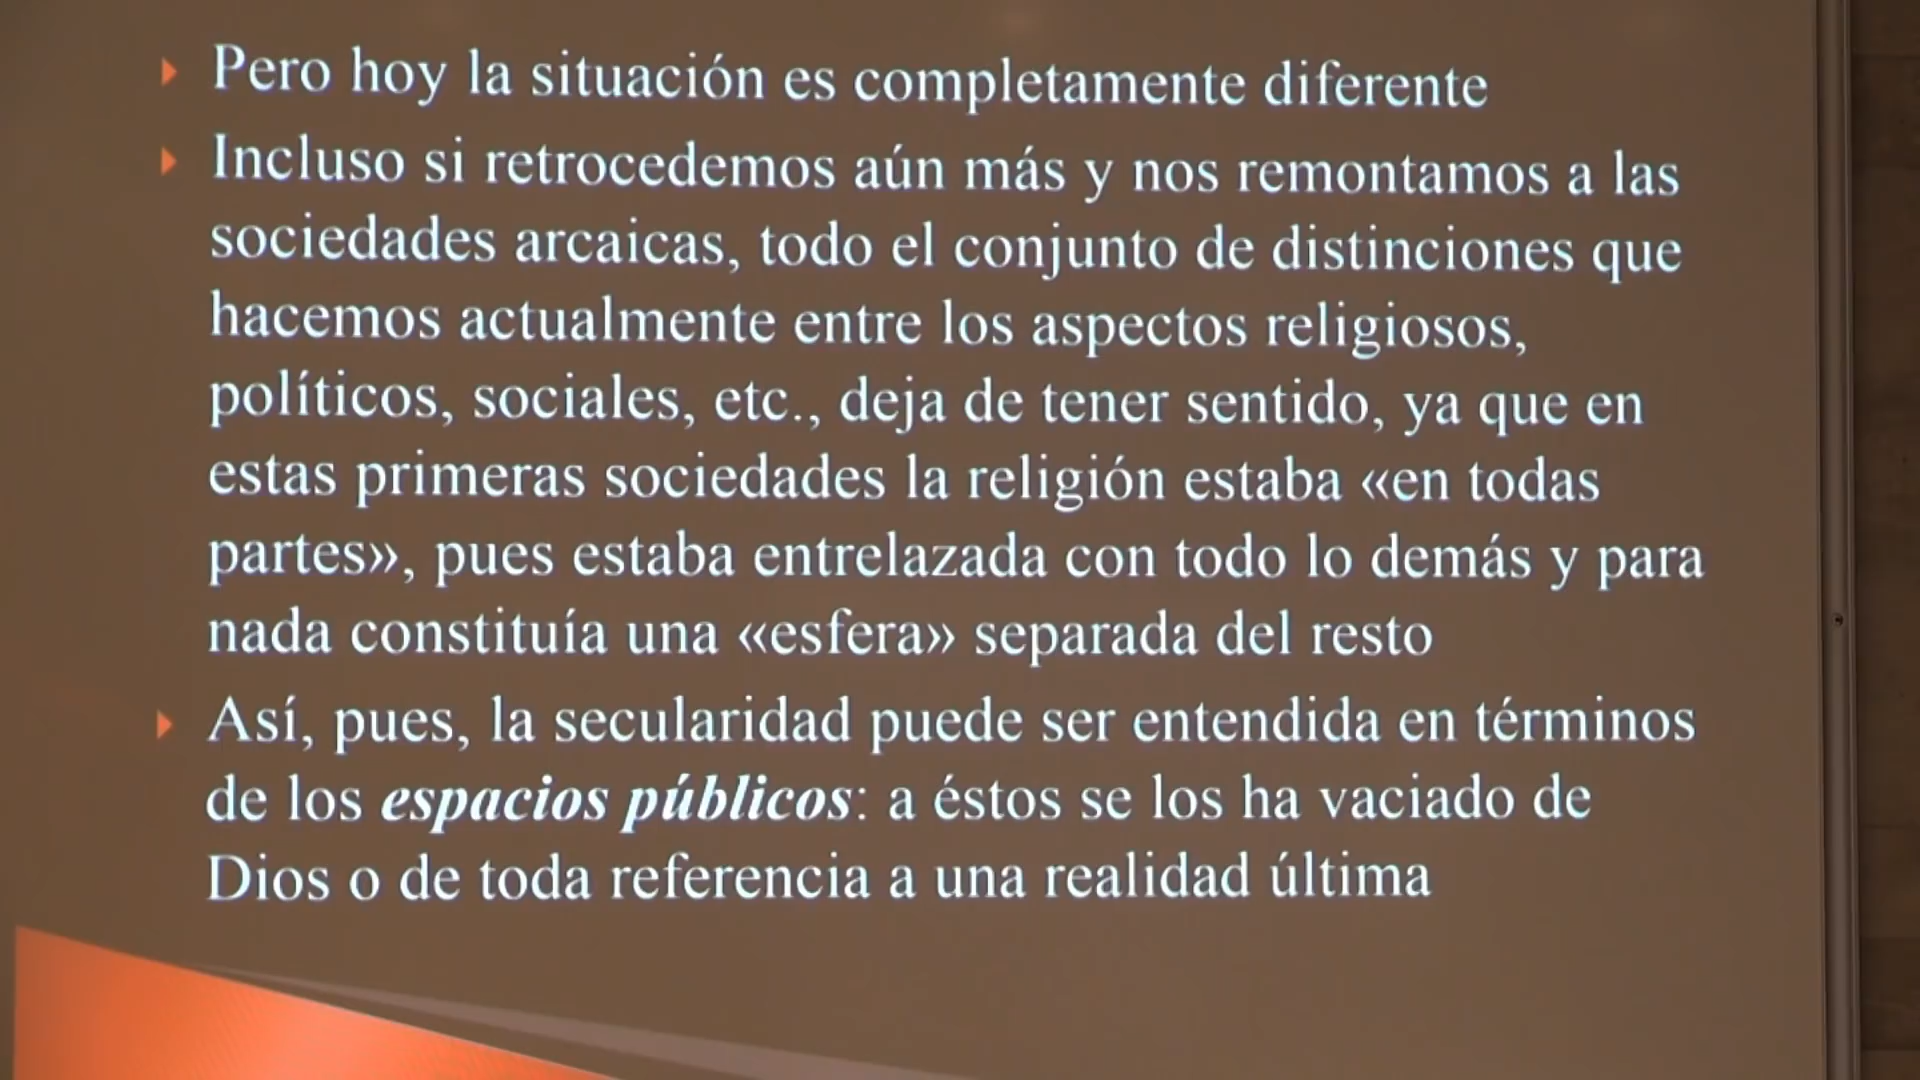 Pero hoy la situación es completamente diferente
Incluso si retrocedemos aún más y nos remontamos a las
sociedades arcaicas, todo el conjunto de distinciones que
hacemos actualmente entre los aspectos religiosos,
políticos, sociales, etc., deja de tener sentido, ya que en
estas primeras sociedades la religión estaba «en todas
partes», pues estaba entrelazada con todo lo demás y para
nada constituía una «esfera» separada del resto
Así, pues, la secularidad puede ser entendida en términos
de los espacios públicos: a éstos se los ha vaciado de
Dios o de toda referencia a una realidad última